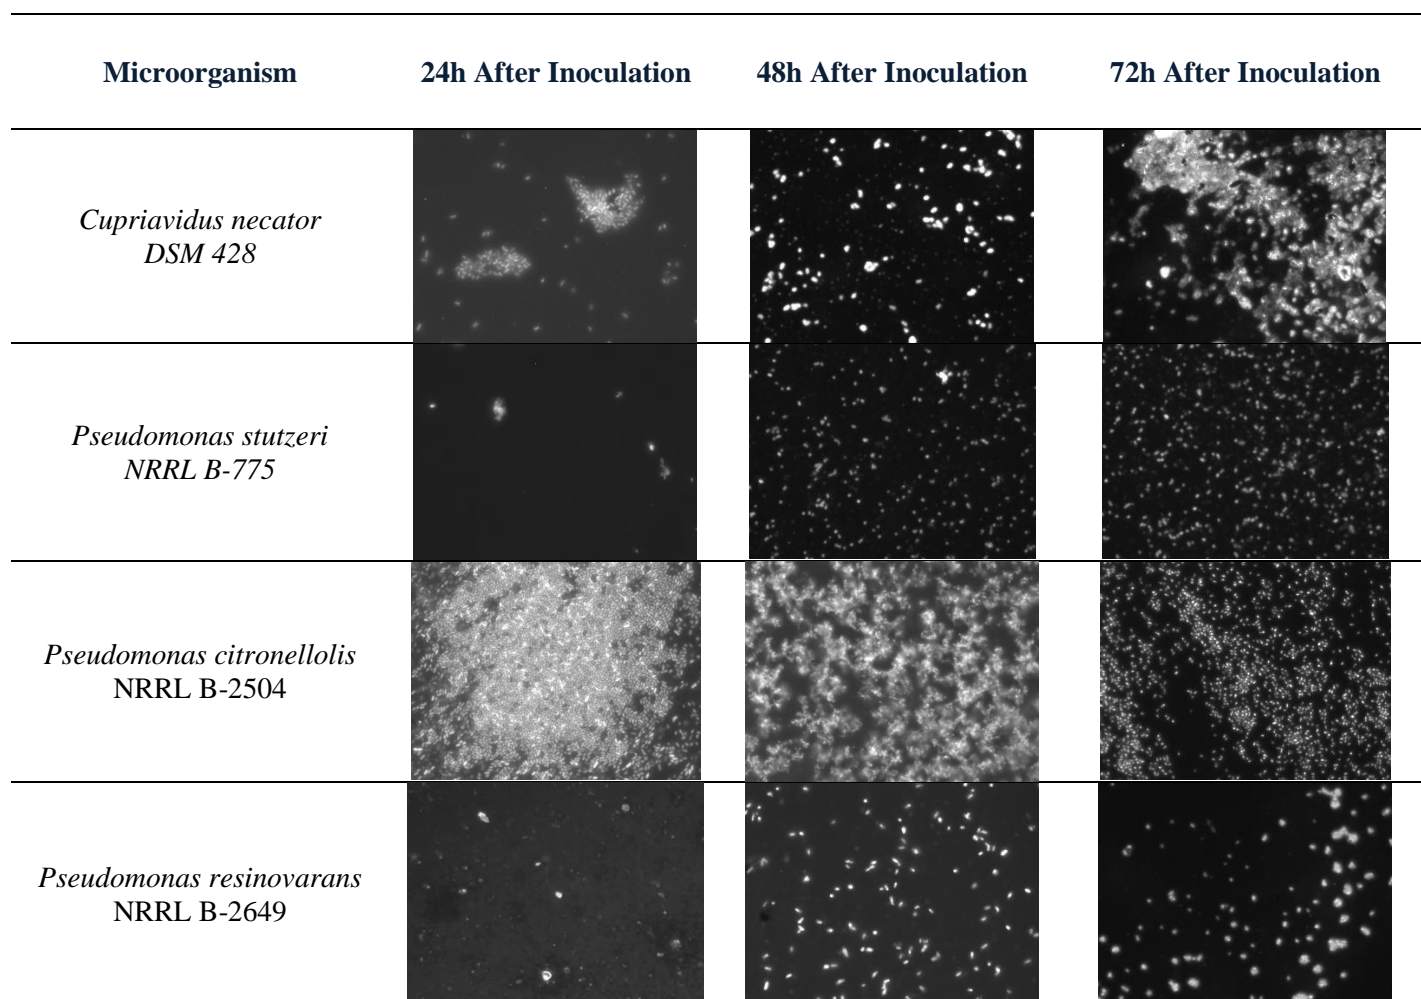 Microorganism 24h After Inoculation 48h After Inoculation 72h After Inoculation
Cupriavidus necator
DSM 428
Pseudomonas stutzeri
NRRL B-775
Pseudomonas citronellolis
NRRL B-2504
Pseudomonas resinovarans
NRRL B-2649